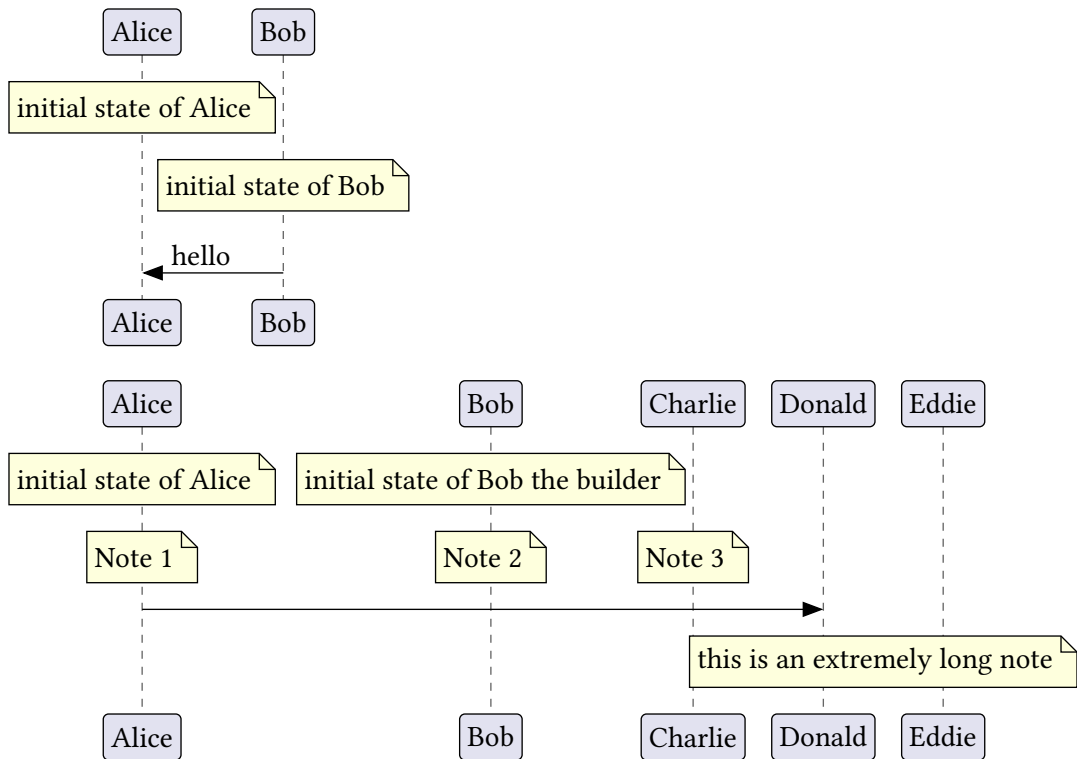 Alice Bob
initial state of Alice
initial state of Bob
hello
Alice Bob
Alice Bob Charlie Donald Eddie
initial state of Alice initial state of Bob the builder
Note 1 Note 2 Note 3
this is an extremely long note
Alice Bob Charlie Donald Eddie